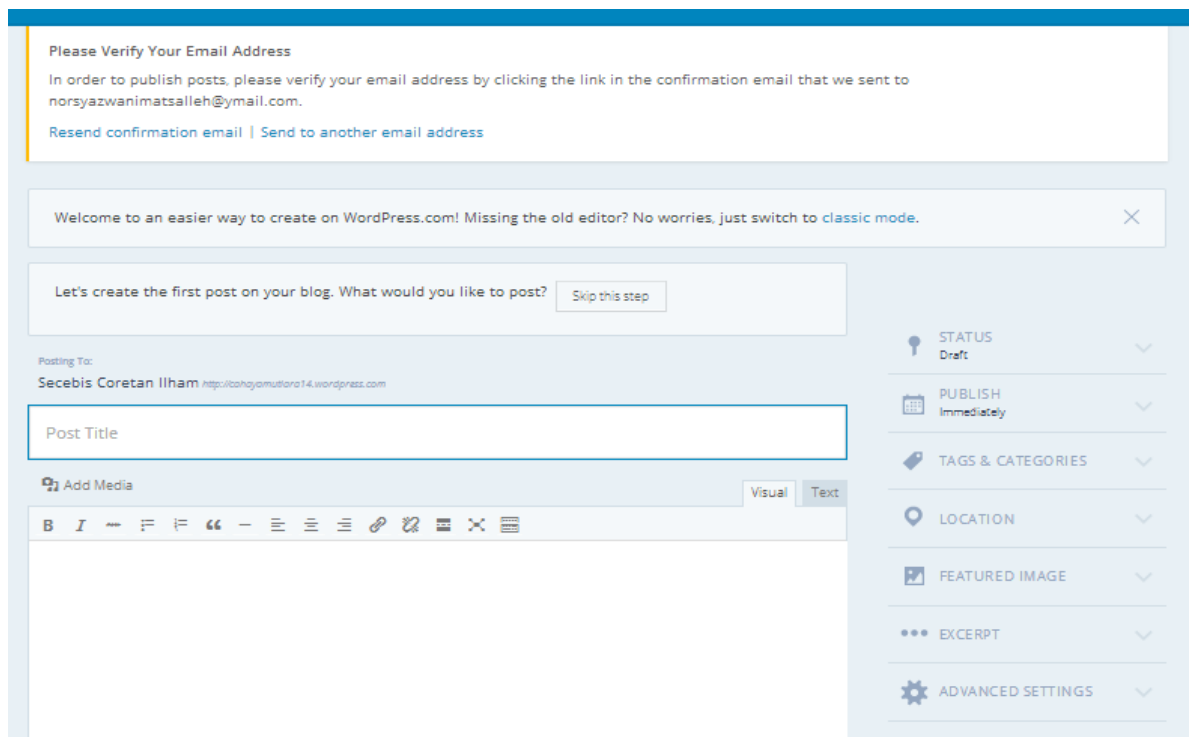 Please Verify Your Email Address
In order to publish posts, please verify your email address by clicking the link in the confirmation email that we sent to
norsyazwanimatsalleh@ymail.com.
Resend confirmation email | Send to another email address
Welcome to an easier way to create on WordPress.com! Missing the old editor? No worries, just switch to classic mode.
Let's create the first post on your blog. What would you like to post? Skip this step
Posting To:
Secebis Coretan Ilham http://cahayamutiara14.wordpress.com
Post Title
Add Media
Visual Text
STATUS
Draft
PUBLISH
Immediately
TAGS & CATEGORIES
LOCATION
FEATURED IMAGE
EXCERPT
ADVANCED SETTINGS